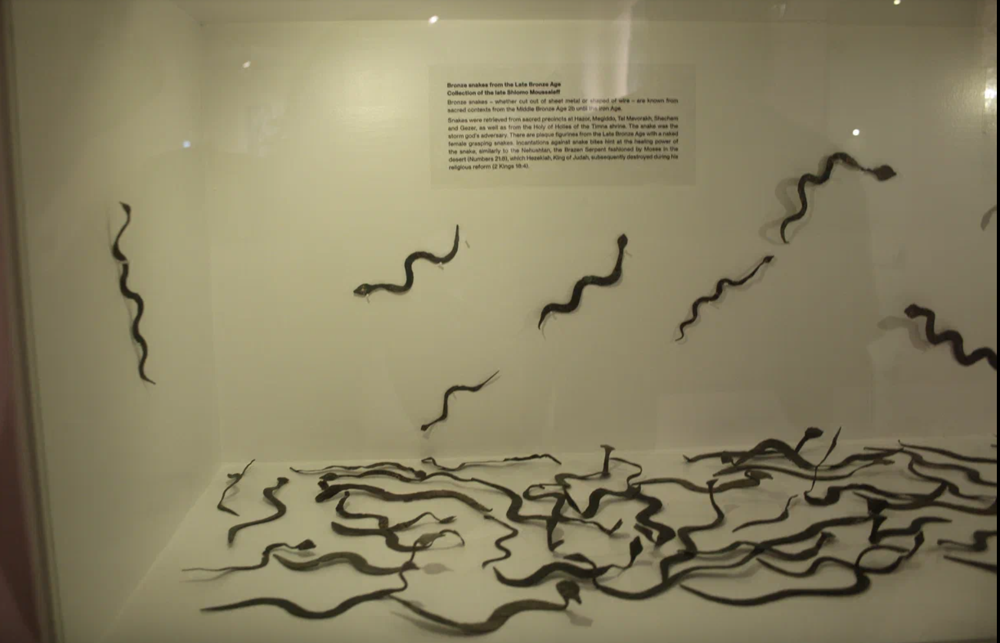 Bronze snakes from the Late Bronze Age
Collection of the late Shlomo Moussaieff
Bronze snakes – whether cut out of sheet metal or shaped of wire – are known from
sacred contexts from the Middle Bronze Age 2b until the Iron Age.
Snakes were retrieved from sacred precincts at Hazor, Megiddo, Tel Mevorakh, Shechem
and Gezer, as well as from the Holy of Holies of the Timna shrine. The snake was the
storm god's adversary. There are plaque figurines from the Late Bronze Age with a naked
female grasping snakes. Incantations against snake bites hint at the healing power of
the snake, similarly to the Nehushtan, the Brazen Serpent fashioned by Moses in the
desert (Numbers 21:8), which Hezekiah, King of Judah, subsequently destroyed during his
religious reform (2 Kings 18:4).